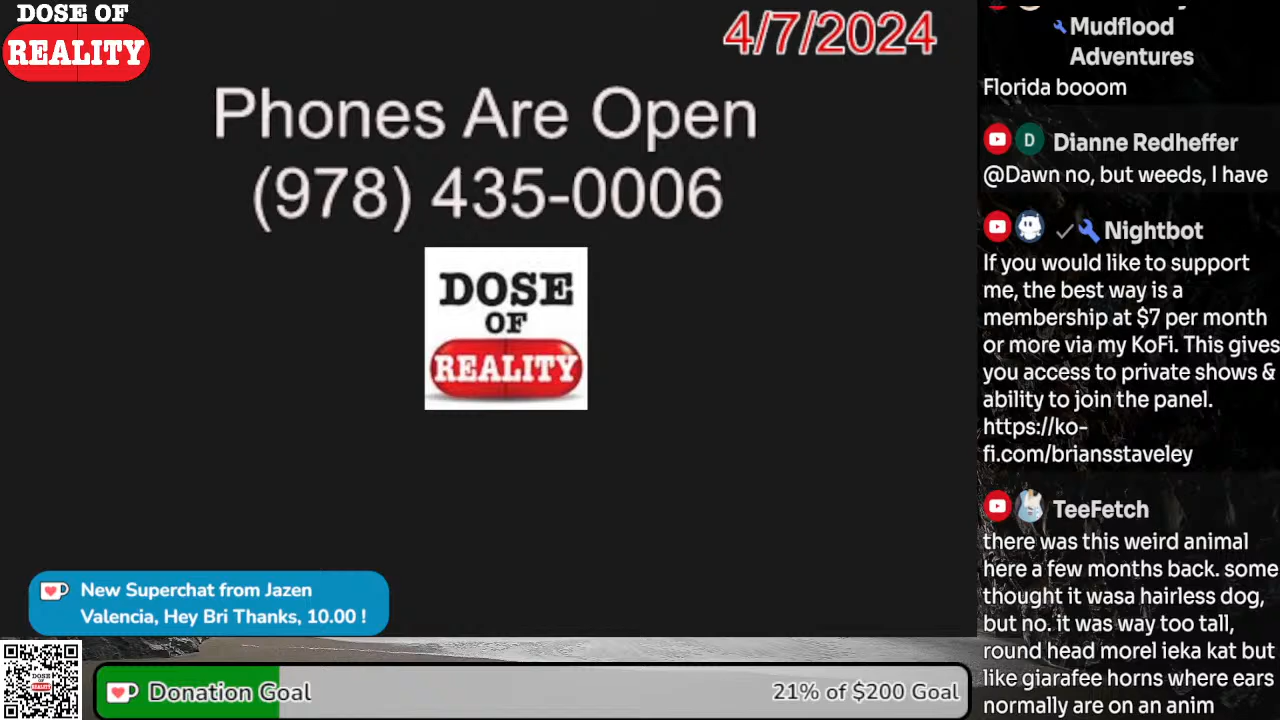 DOSE OF
REALITY
4/7/2024
Phones Are Open
(978) 435-0006
DOSE
OF
REALITY
New Superchat from Jazen
Valencia, Hey Bri Thanks, 10.00 !
Donation Goal
21% of $200 Goal
Mudflood
Adventures
Florida booom
D
Dianne Redheffer
@Dawn no, but weeds, I have
Nightbot
If you would like to support
me, the best way is a
membership at $7 per month
or more via my KoFi. This gives
you access to private shows &
ability to join the panel.
https://ko-
fi.com/briansstaveley
TeeFetch
there was this weird animal
here a few months back. some
thought it wasa hairless dog,
but no. it was way too tall,
round head morel ieka kat but
like giarafee horns where ears
normally are on an anim